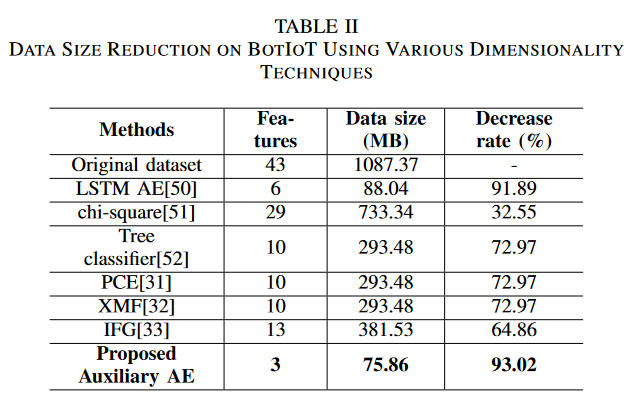 TABLE II
DATA SIZE REDUCTION ON BOTIOT USING VARIOUS DIMENSIONALITY
TECHNIQUES
Methods Fea-tures Data size (MB) Decrease rate (%)
Original dataset 43 1087.37 -
LSTM AE[50] 6 88.04 91.89
chi-square[51] 29 733.34 32.55
Tree classifier[52] 10 293.48 72.97
PCE[31] 10 293.48 72.97
XMF[32] 10 293.48 72.97
IFG[33] 13 381.53 64.86
Proposed Auxiliary AE 3 75.86 93.02